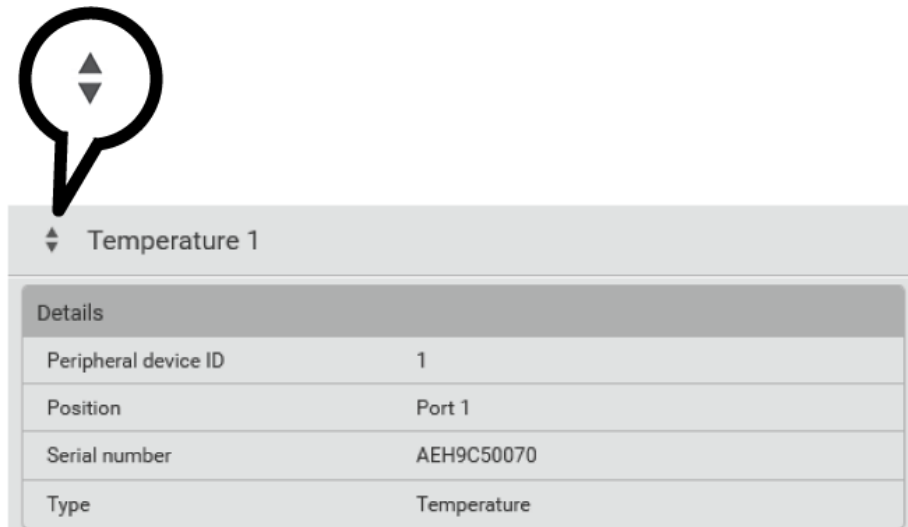 Temperature 1
Details
Peripheral device ID 1
Position Port 1
Serial number AEH9C50070
Type Temperature